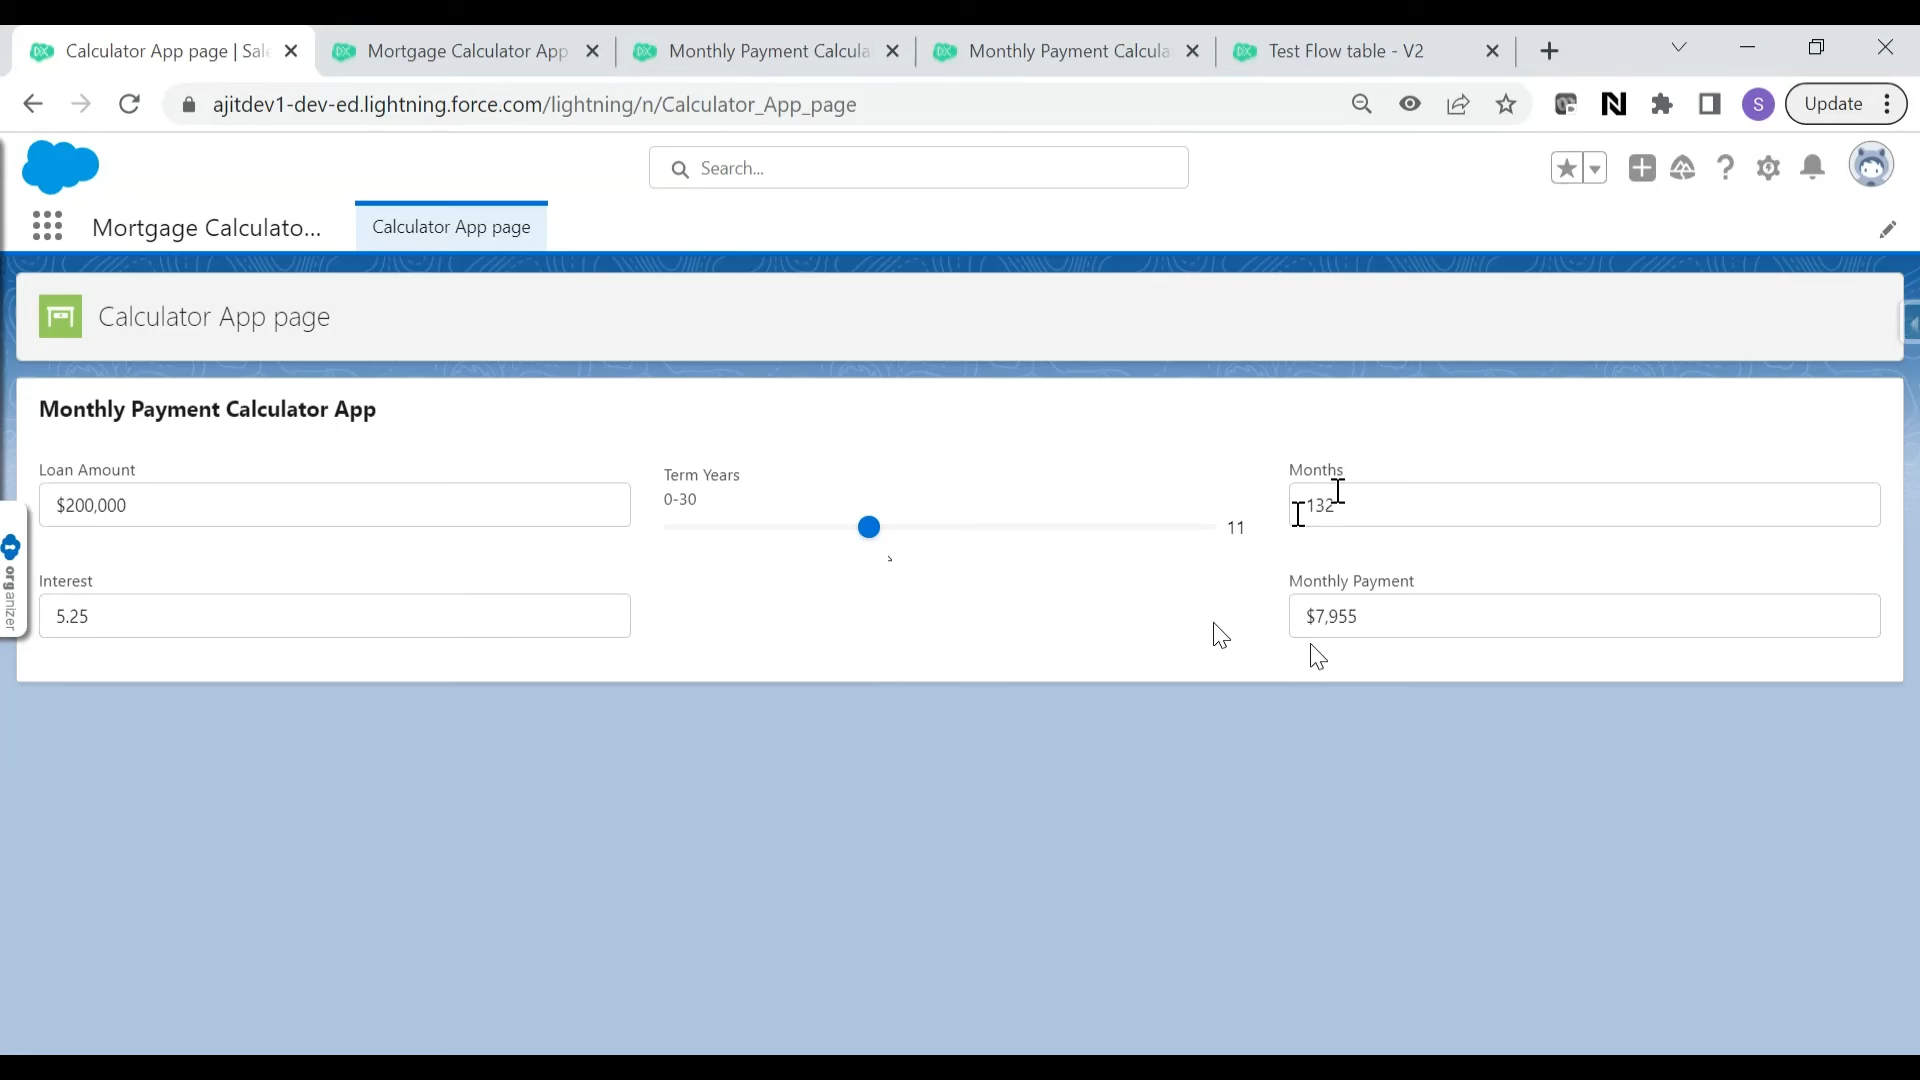 Calculator App page | Sale
Mortgage Calculator App
Monthly Payment Calcula
Monthly Payment Calcula
Test Flow table - V2
ajitdev1-dev-ed.lightning.force.com/lightning/n/Calculator_App_page
S
Update
Search...
Mortgage Calculato...
Calculator App page
Calculator App page
Monthly Payment Calculator App
Loan Amount
$200,000
Term Years
0-30
11
Months
132
organizer
Interest
5.25
Monthly Payment
$7,955